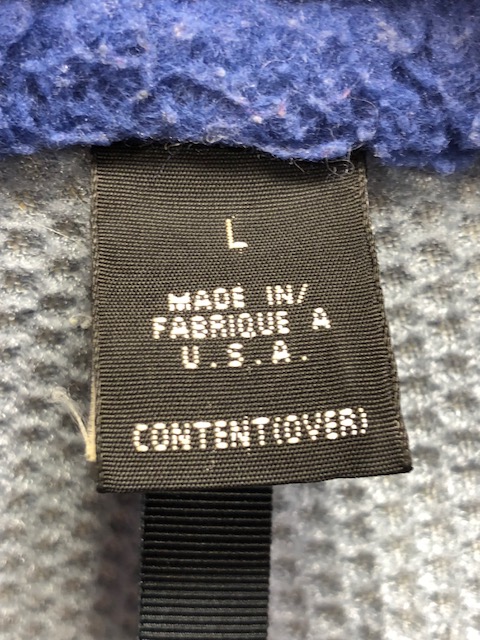 L
MADE IN/
FABRIQUE A
U.S.A.
CONTENT(OVER)